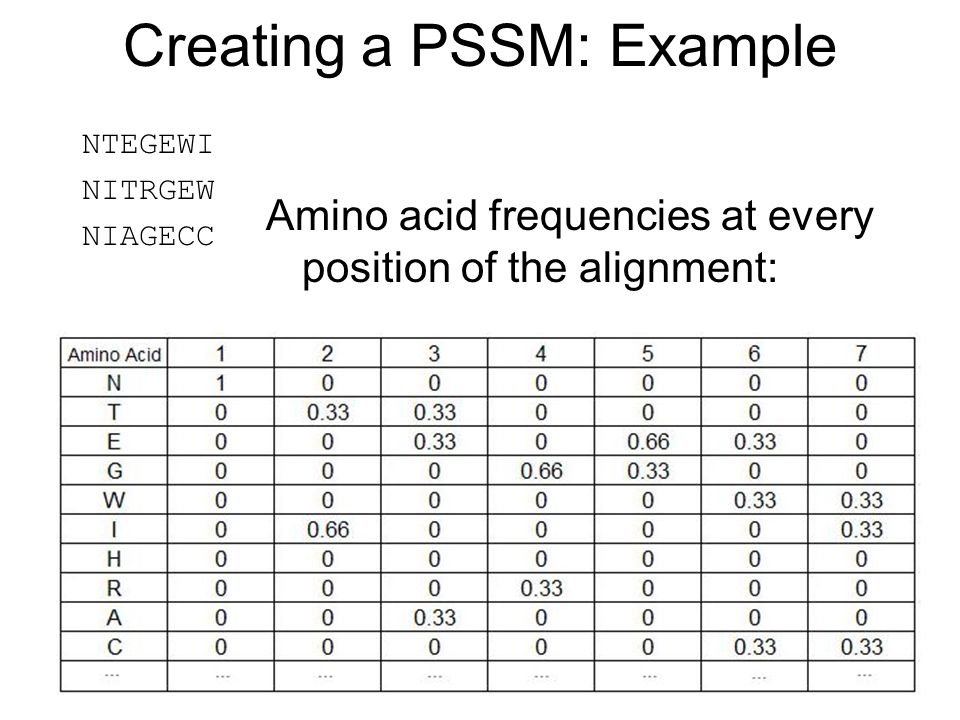 Creating a PSSM: Example
NTEGEWI
NITRGEW
NIAGECC
Amino acid frequencies at every
position of the alignment:
Amino Acid 1 2 3 4 5 6 7
N 1 0 0 0 0 0 0
T 0 0.33 0.33 0 0 0 0
E 0 0 0.33 0 0.66 0.33 0
G 0 0 0 0.66 0.33 0 0
W 0 0 0 0 0 0.33 0.33
I 0 0.66 0 0 0 0 0.33
H 0 0 0 0 0 0 0
R 0 0 0 0.33 0 0 0
A 0 0 0.33 0 0 0 0
C 0 0 0 0 0 0.33 0.33
... ... ... ... ... ... ... ...